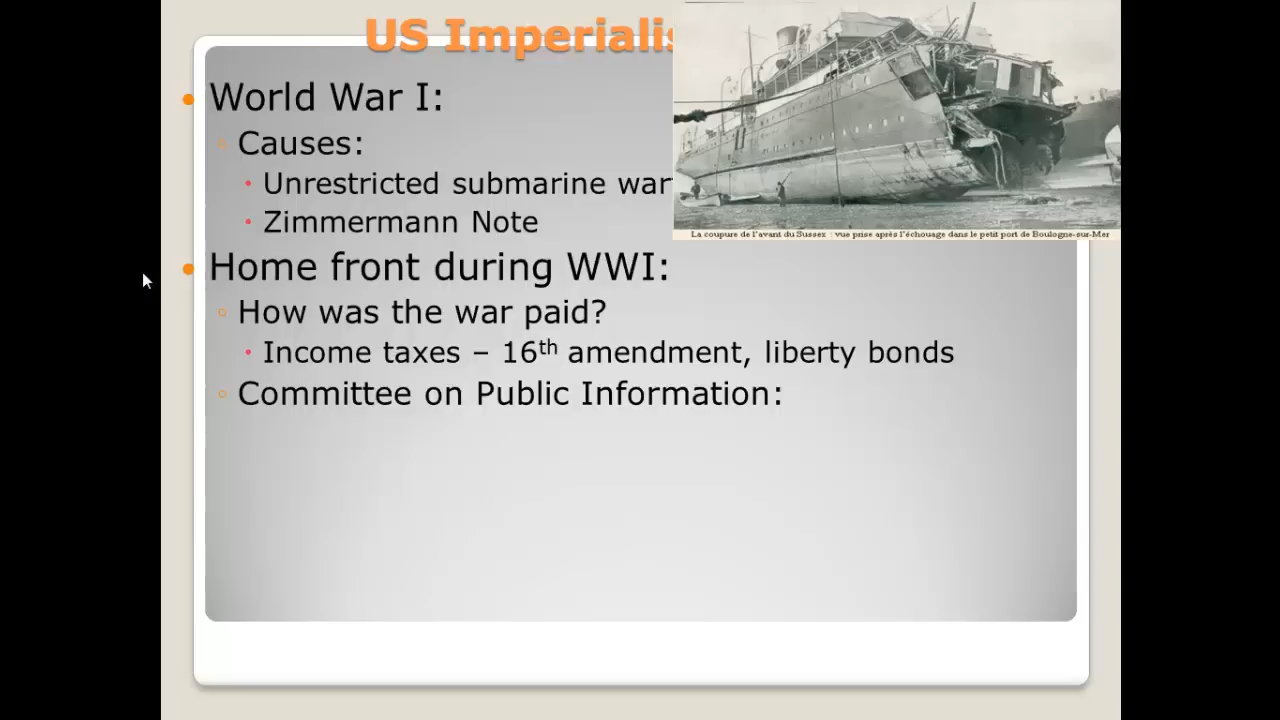 US Imperialis
World War I:
Causes:
Unrestricted submarine war
Zimmermann Note
Home front during WWI:
How was the war paid?
Income taxes – 16th amendment, liberty bonds
Committee on Public Information:
La coupure de l'avant du Sussex : vue prise après l'échouage dans le petit port de Boulogne-sur-Mer